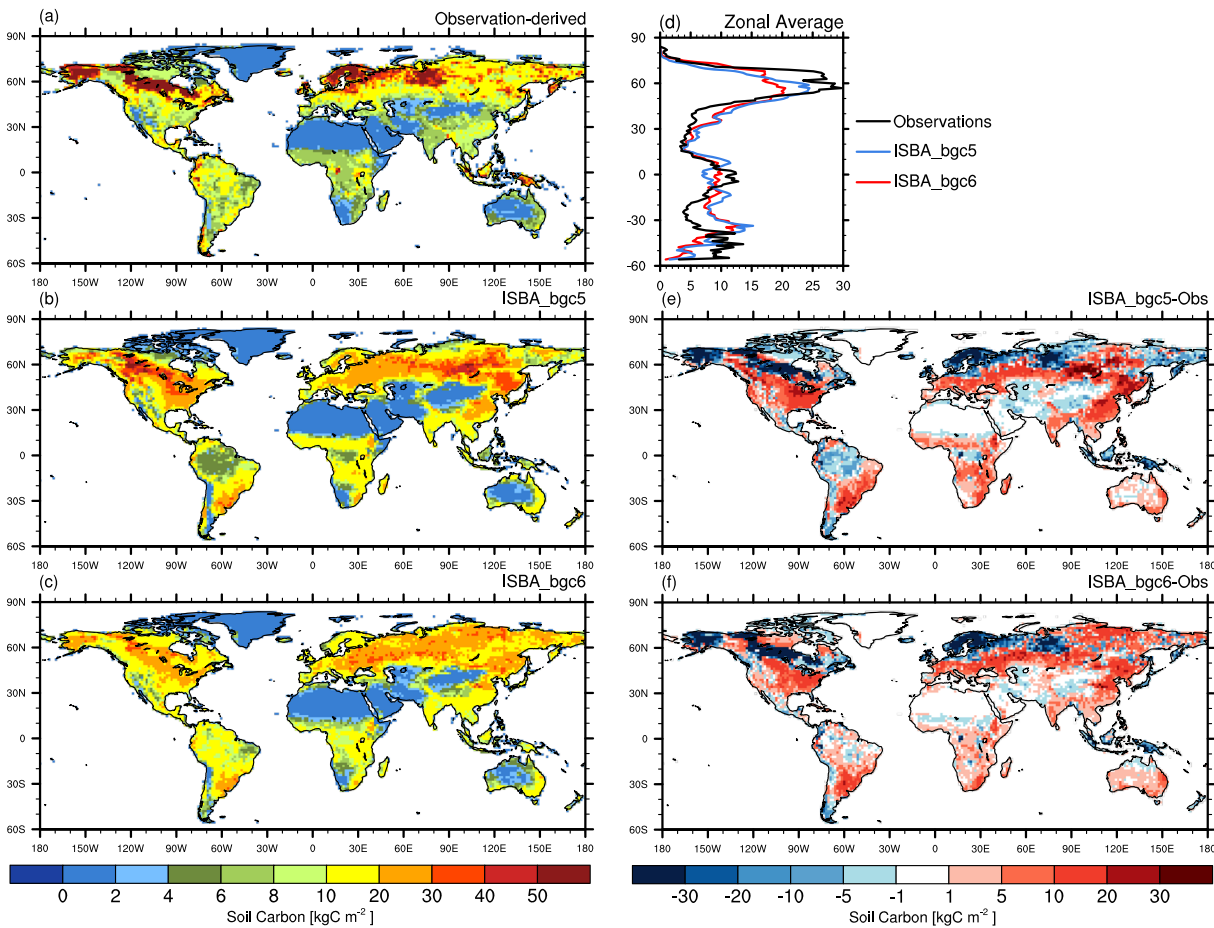 (a) Observation-derived
90N
60N
30N
0
30S
60S
180 150W 120W 90W 60W 30W 0 30E 60E 90E 120E 150E 180
(d) Zonal Average
90
60
30
0
-30
-60
0 5 10 15 20 25 30
Observations
ISBA_bgc5
ISBA_bgc6
(b) ISBA_bgc5
90N
60N
30N
0
30S
60S
180 150W 120W 90W 60W 30W 0 30E 60E 90E 120E 150E 180
(e) ISBA_bgc5-Obs
90N
60N
30N
0
30S
60S
180 150W 120W 90W 60W 30W 0 30E 60E 90E 120E 150E 180
(c) ISBA_bgc6
90N
60N
30N
0
30S
60S
180 150W 120W 90W 60W 30W 0 30E 60E 90E 120E 150E 180
(f) ISBA_bgc6-Obs
90N
60N
30N
0
30S
60S
180 150W 120W 90W 60W 30W 0 30E 60E 90E 120E 150E 180
0 2 4 6 8 10 20 30 40 50
Soil Carbon [kgC m⁻²]
-30 -20 -10 -5 -1 1 5 10 20 30
Soil Carbon [kgC m⁻²]